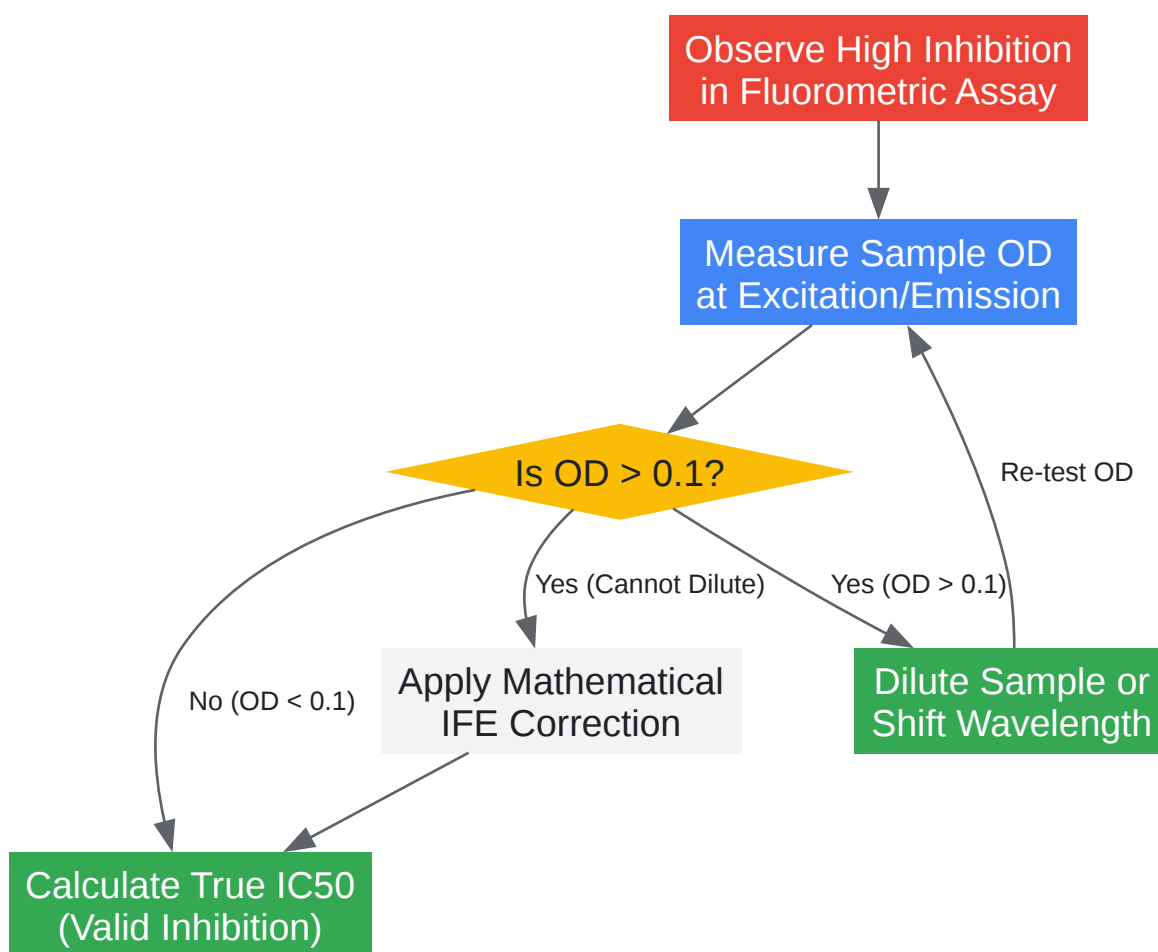 Observe High Inhibition
in Fluorometric Assay
Measure Sample OD
at Excitation/Emission
Is OD > 0.1?
Re-test OD
Yes (Cannot Dilute)
Yes (OD > 0.1)
No (OD < 0.1)
Apply Mathematical
IFE Correction
Dilute Sample or
Shift Wavelength
Calculate True IC50
(Valid Inhibition)